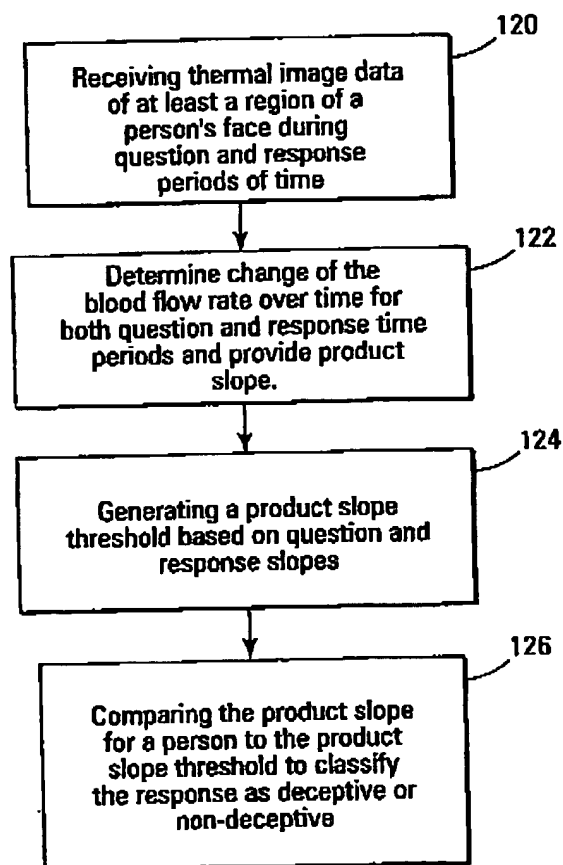 120
Receiving thermal image data
of at least a region of a
person's face during
question and response
periods of time
122
Determine change of the
blood flow rate over time for
both question and response time
periods and provide product
slope.
124
Generating a product slope
threshold based on question and
response slopes
126
Comparing the product slope
for a person to the product
slope threshold to classify
the response as deceptive or
non-deceptive